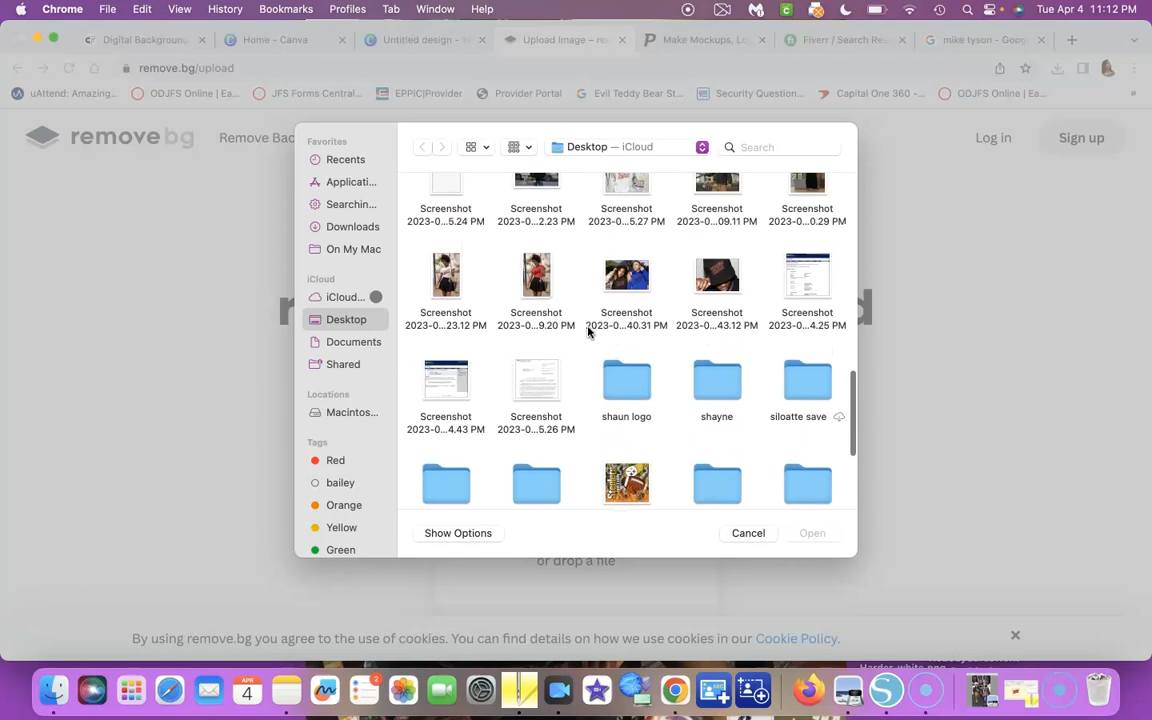 Chrome File Edit View History Bookmarks Profiles Tab Window Help Tue Apr 4 11:12 PM
Digital Background Home - Canva Untitled design - Upload Image – re Make Mockups, Lo Fiverr / Search Res mike tyson - Goog
remove.bg/upload
uAttend: Amazing... ODJFS Online | Ea... JFS Forms Central... EPPIC|Provider Provider Portal Evil Teddy Bear St... Security Question... Capital One 360 -... ODJFS Online | Ea... »
removebg Remove Bac Log in Sign up
Favorites
Recents
Applicati...
Searchin...
Downloads
On My Mac
iCloud
iCloud...
Desktop
Documents
Shared
Locations
Macintos...
Tags
Red
bailey
Orange
Yellow
Green
Desktop — iCloud Search
Screenshot Screenshot Screenshot Screenshot Screenshot
2023-0...5.24 PM 2023-0...2.23 PM 2023-0...5.27 PM 2023-0...09.11 PM 2023-0...0.29 PM
Screenshot Screenshot Screenshot Screenshot Screenshot
2023-0...23.12 PM 2023-0...9.20 PM 2023-0...40.31 PM 2023-0...43.12 PM 2023-0...4.25 PM
Screenshot Screenshot shaun logo shayne siloatte save
2023-0...4.43 PM 2023-0...5.26 PM
Show Options Cancel Open
or drop a file
By using remove.bg you agree to the use of cookies. You can find details on how we use cookies in our Cookie Policy.
Harder-white.png
APR
4
2